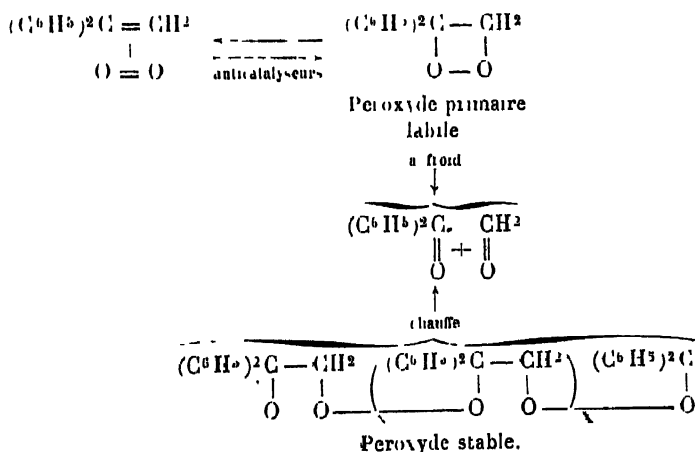 (C⁶H⁵)²C = CH² (C⁶H⁵)²C — CH²
O = O anticatalyseurs O — O
Peroxyde primaire
labile
a froid
(C⁶H⁵)²C. CH²
+
O O
chauffe
(C⁶H⁵)²C — CH² (C⁶H⁵)²C — CH² (C⁶H⁵)²C
O O O O O
Peroxyde stable.